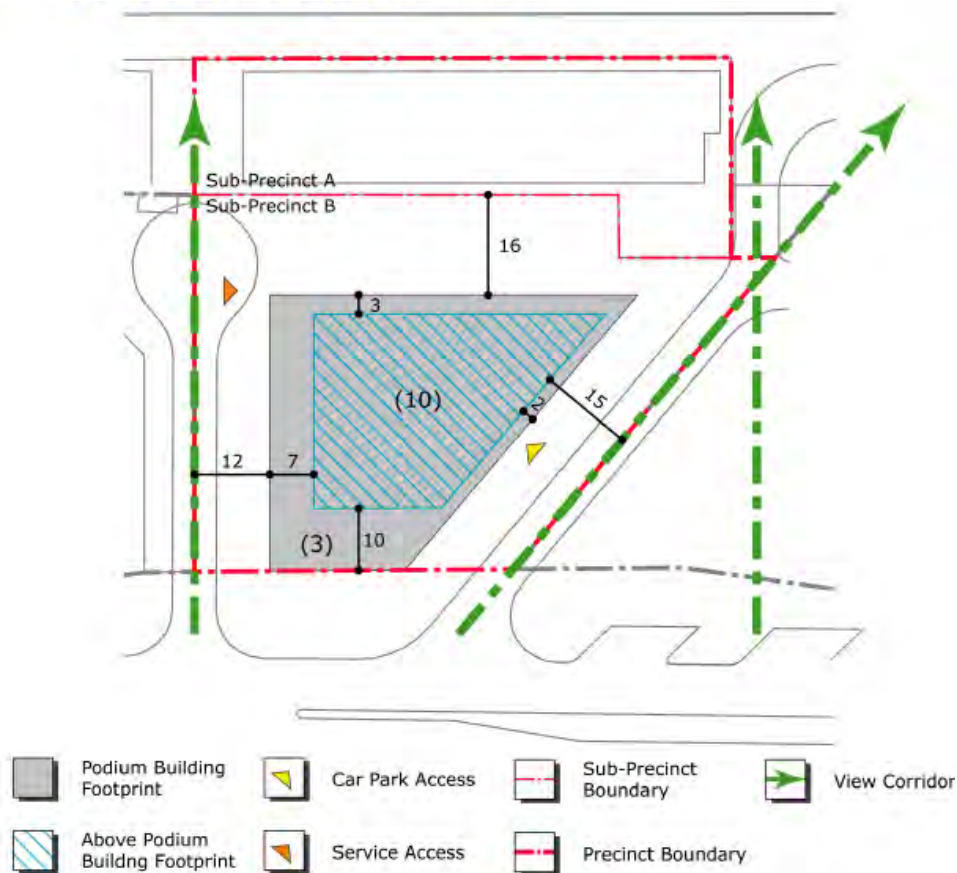 Sub-Precinct A
Sub-Precinct B
16
3
(10)
15
2
12
7
(3)
10
Podium Building
Footprint
Car Park Access
Sub-Precinct
Boundary
View Corridor
Above Podium
Buildng Footprint
Service Access
Precinct Boundary